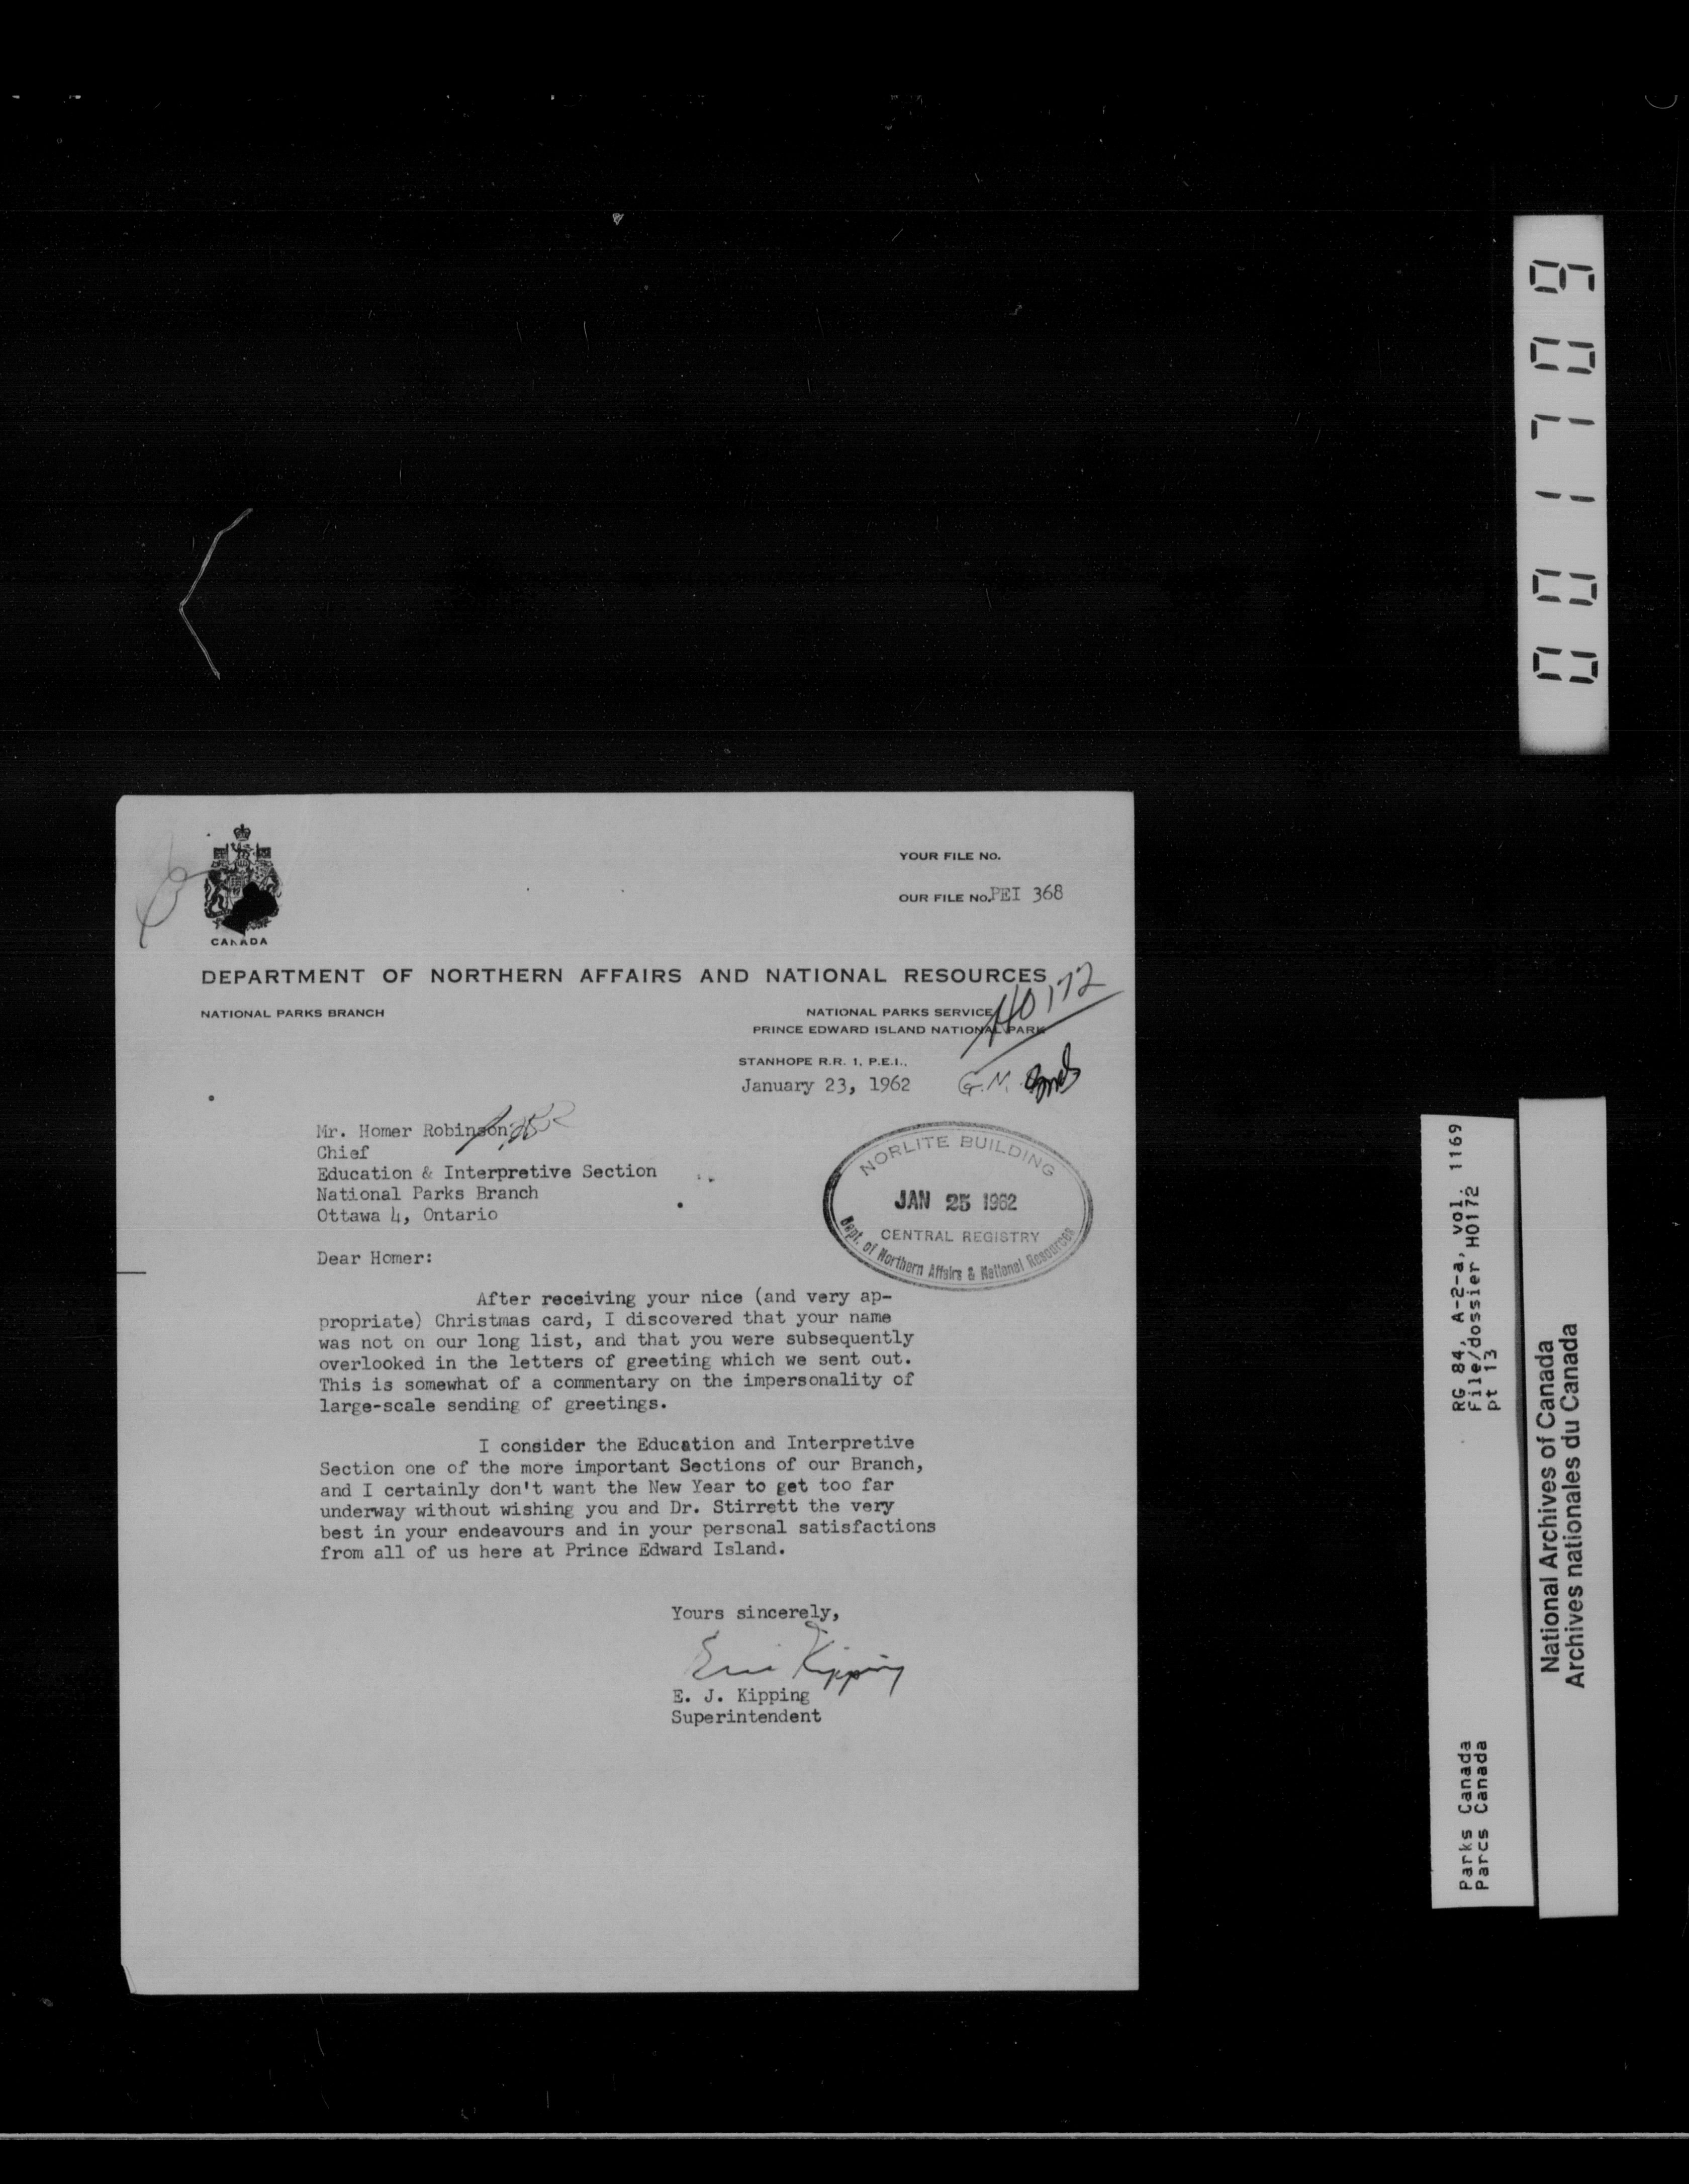 001709
CANADA
YOUR FILE NO.
OUR FILE NO. PEI 368
DEPARTMENT OF NORTHERN AFFAIRS AND NATIONAL RESOURCES
NATIONAL PARKS BRANCH
NATIONAL PARKS SERVICE
H0172
PRINCE EDWARD ISLAND NATIONAL PARK
STANHOPE R.R. 1, P.E.I.,
January 23, 1962
G.M.
Mr. Homer Robinson,
Chief
Education & Interpretive Section
National Parks Branch
Ottawa 4, Ontario
NORLITE BUILDING
JAN 25 1962
CENTRAL REGISTRY
Dept. of Northern Affairs & National Resources
Dear Homer:
After receiving your nice (and very ap-
propriate) Christmas card, I discovered that your name
was not on our long list, and that you were subsequently
overlooked in the letters of greeting which we sent out.
This is somewhat of a commentary on the impersonality of
large-scale sending of greetings.
I consider the Education and Interpretive
Section one of the more important Sections of our Branch,
and I certainly don't want the New Year to get too far
underway without wishing you and Dr. Stirrett the very
best in your endeavours and in your personal satisfactions
from all of us here at Prince Edward Island.
Yours sincerely,
Eric Kipping
E. J. Kipping
Superintendent
RG 84, A-2-a, vol. 1169
File/dossier H0172
pt 13
Parks Canada
Parcs Canada
National Archives of Canada
Archives nationales du Canada